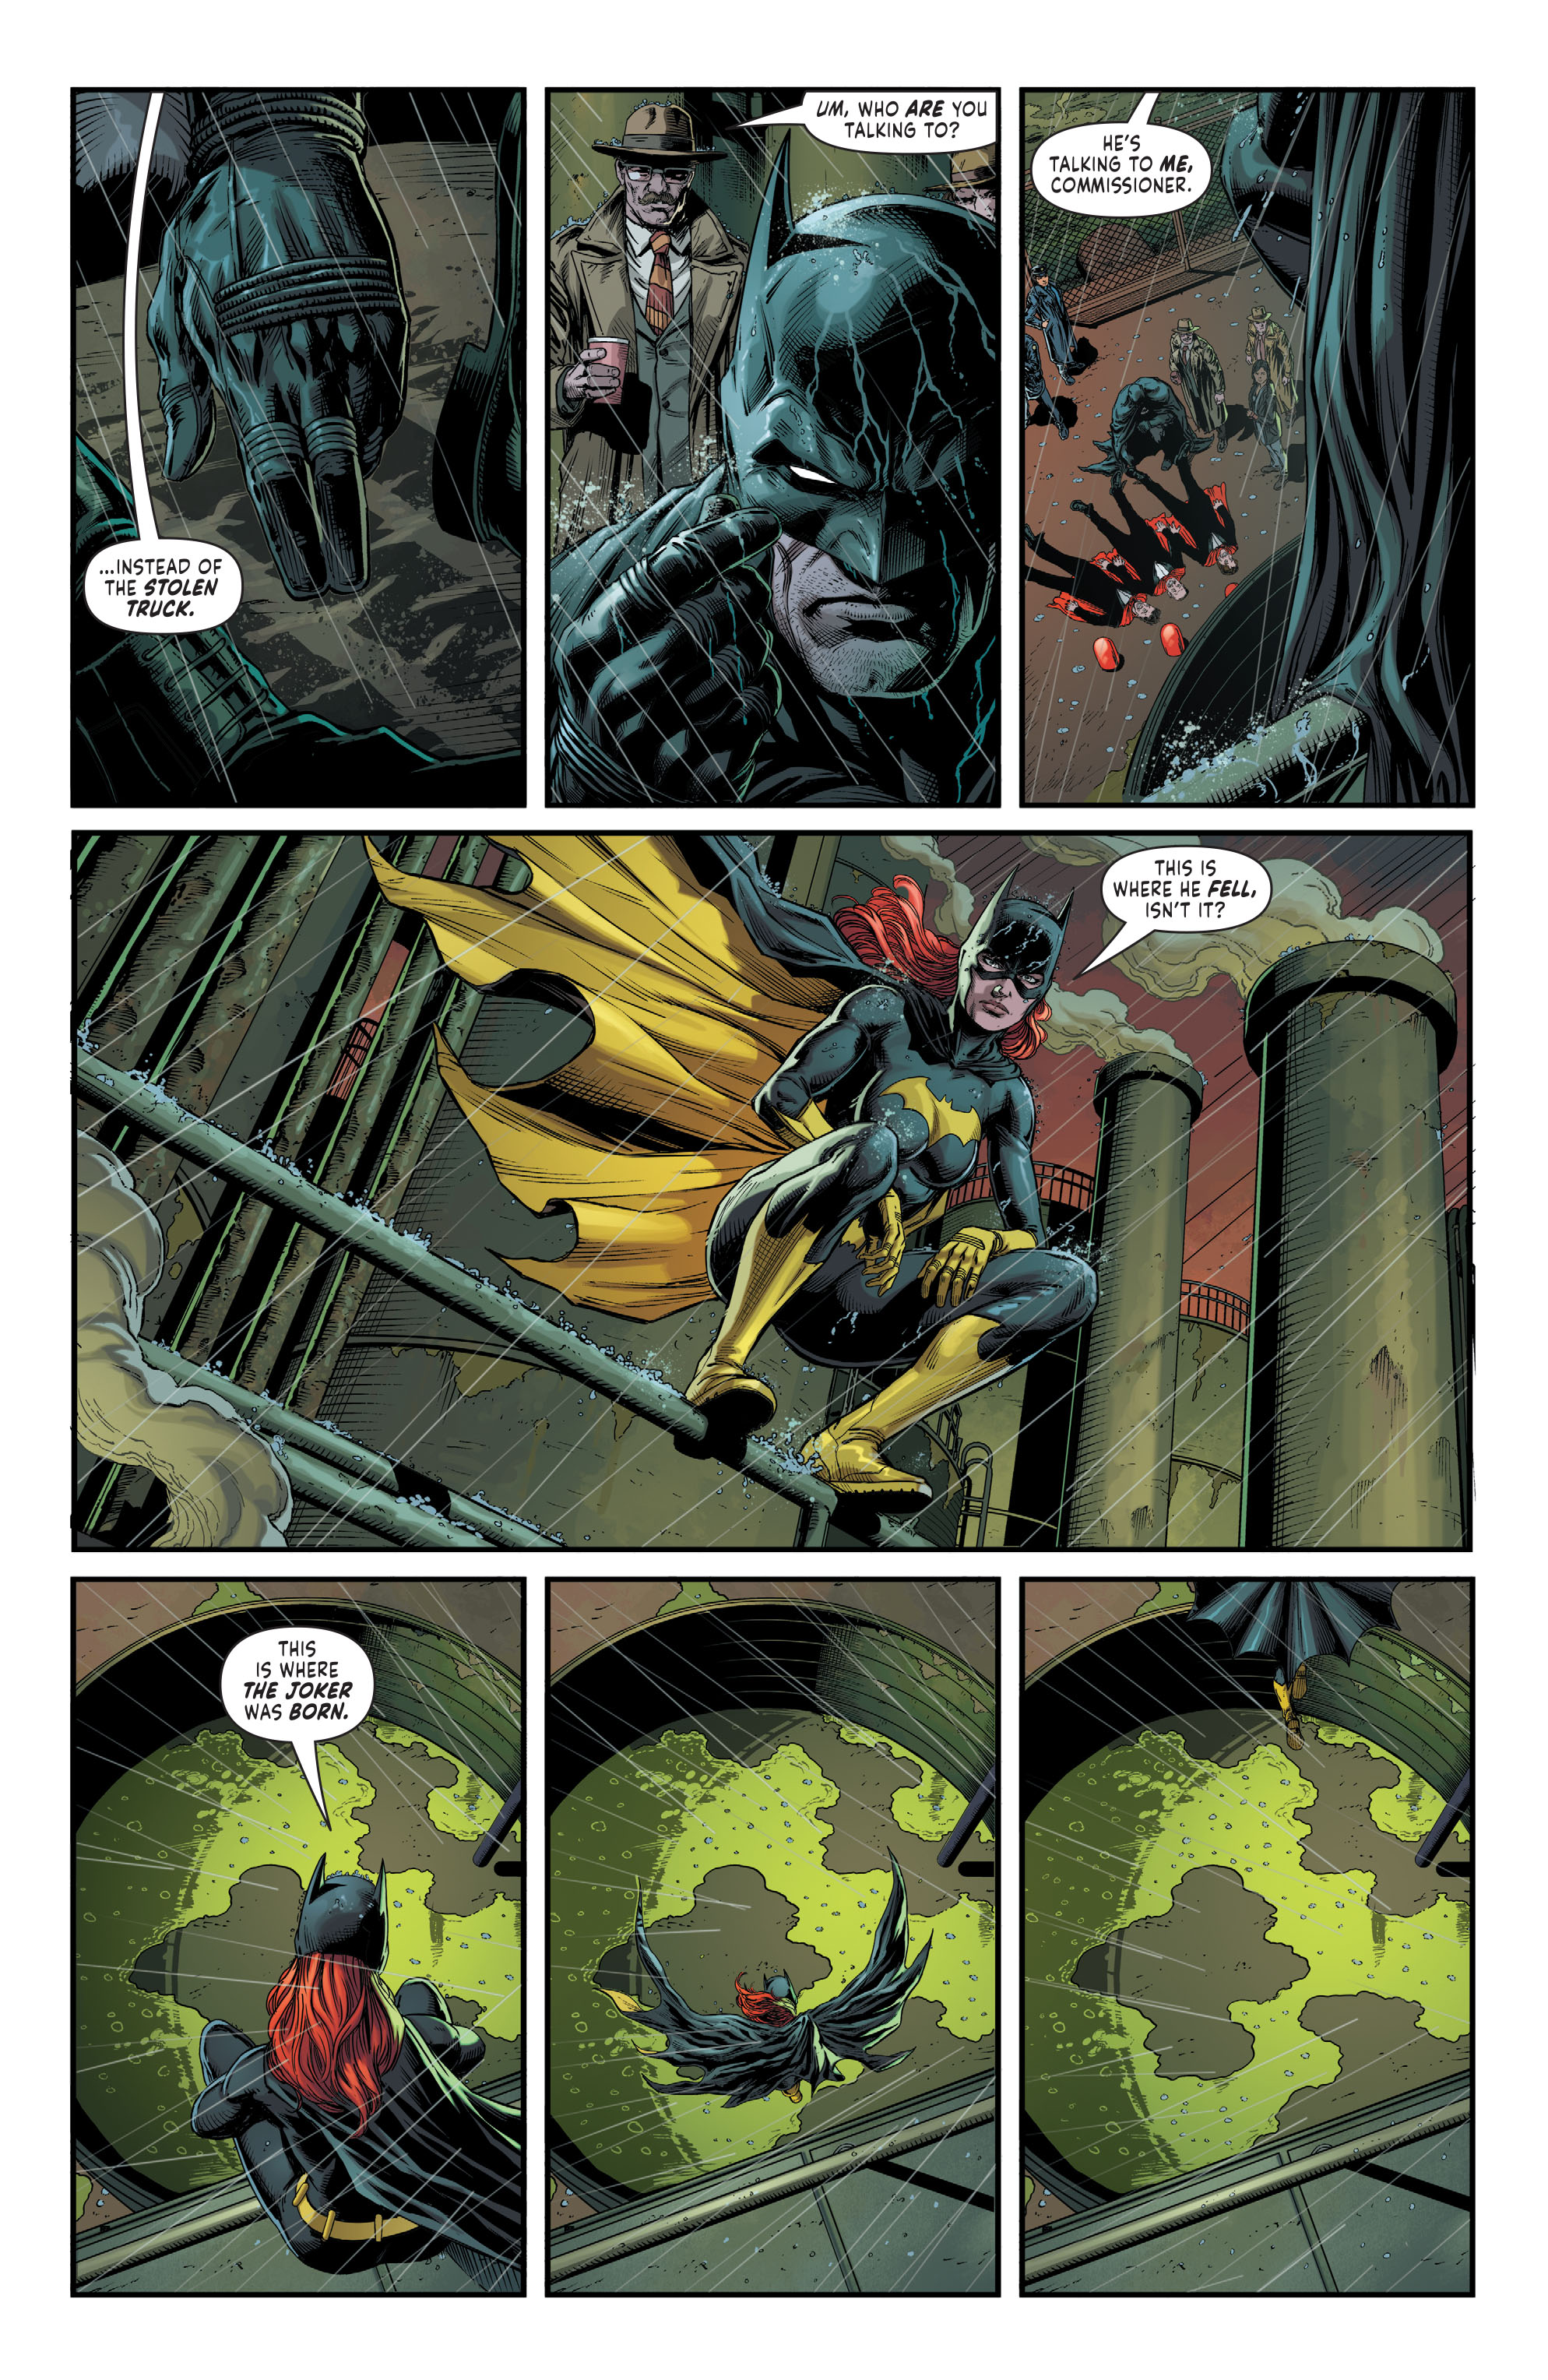 ...INSTEAD OF
THE STOLEN
TRUCK.
UM, WHO ARE YOU
TALKING TO?
HE'S
TALKING TO ME,
COMMISSIONER.
THIS IS
WHERE HE FELL,
ISN'T IT?
THIS
IS WHERE
THE JOKER
WAS BORN.